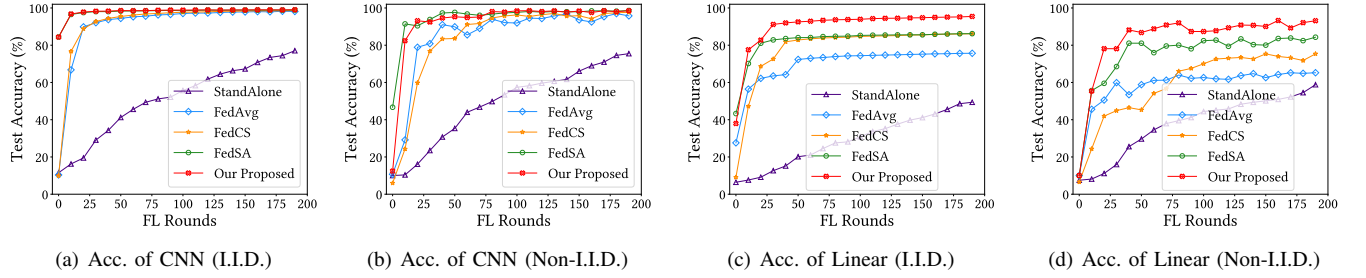 Test Accuracy (%)
100
80
60
40
20
0
StandAlone
FedAvg
FedCS
FedSA
Our Proposed
0 25 50 75 100 125 150 175 200
FL Rounds
(a) Acc. of CNN (I.I.D.)
Test Accuracy (%)
100
80
60
40
20
0
StandAlone
FedAvg
FedCS
FedSA
Our Proposed
0 25 50 75 100 125 150 175 200
FL Rounds
(b) Acc. of CNN (Non-I.I.D.)
Test Accuracy (%)
100
80
60
40
20
0
StandAlone
FedAvg
FedCS
FedSA
Our Proposed
0 25 50 75 100 125 150 175 200
FL Rounds
(c) Acc. of Linear (I.I.D.)
Test Accuracy (%)
100
80
60
40
20
0
StandAlone
FedAvg
FedCS
FedSA
Our Proposed
0 25 50 75 100 125 150 175 200
FL Rounds
(d) Acc. of Linear (Non-I.I.D.)